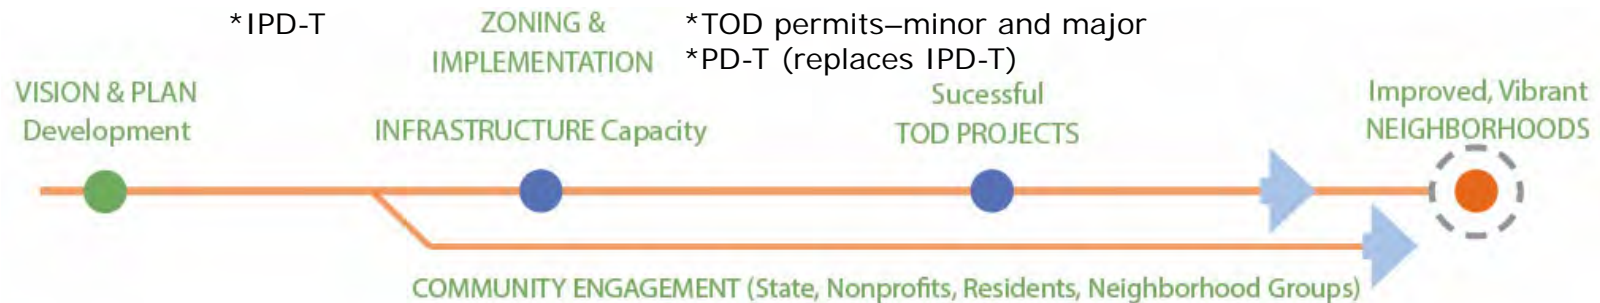 *IPD-T
ZONING &
IMPLEMENTATION
*TOD permits–minor and major
*PD-T (replaces IPD-T)
VISION & PLAN
Development
INFRASTRUCTURE Capacity
Sucessful
TOD PROJECTS
Improved, Vibrant
NEIGHBORHOODS
COMMUNITY ENGAGEMENT (State, Nonprofits, Residents, Neighborhood Groups)